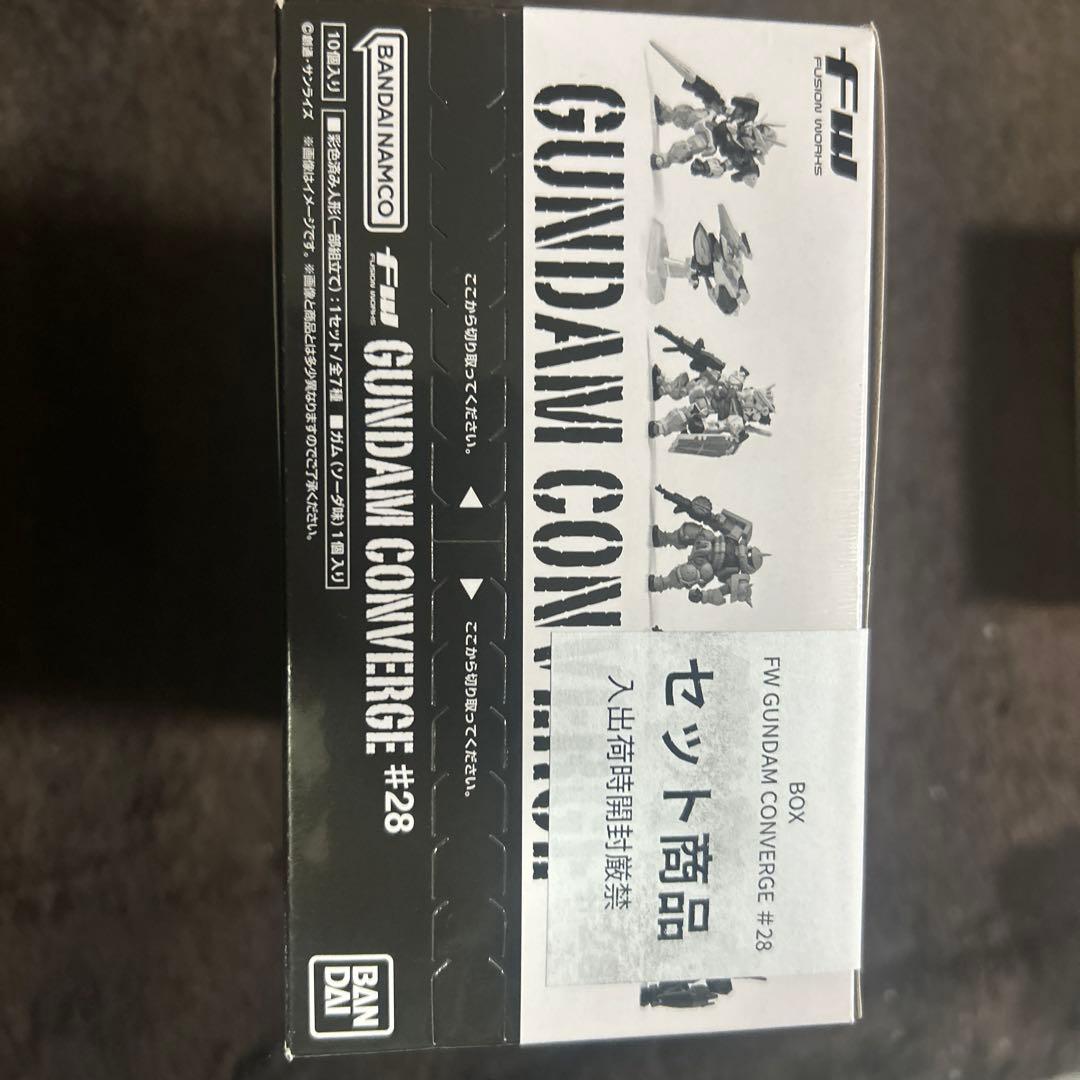 FW
FUSION WORKS
GUNDAM CON
BOX
FW GUNDAM CONVERGE #28
セット商品
入出荷時開封厳禁
ここから切り取ってください。 ▶ ◀ ここから切り取ってください。
BANDAI NAMCO
FW
FUSION WORKS
GUNDAM CONVERGE #28
10個入り ■彩色済み人形(一部組立て):1セット/全7種 ■ガム(ソーダ味)1個入り
©創通・サンライズ ※画像はイメージです。※画像と商品とは多少異なりますのでご了承ください。
BAN
DAI